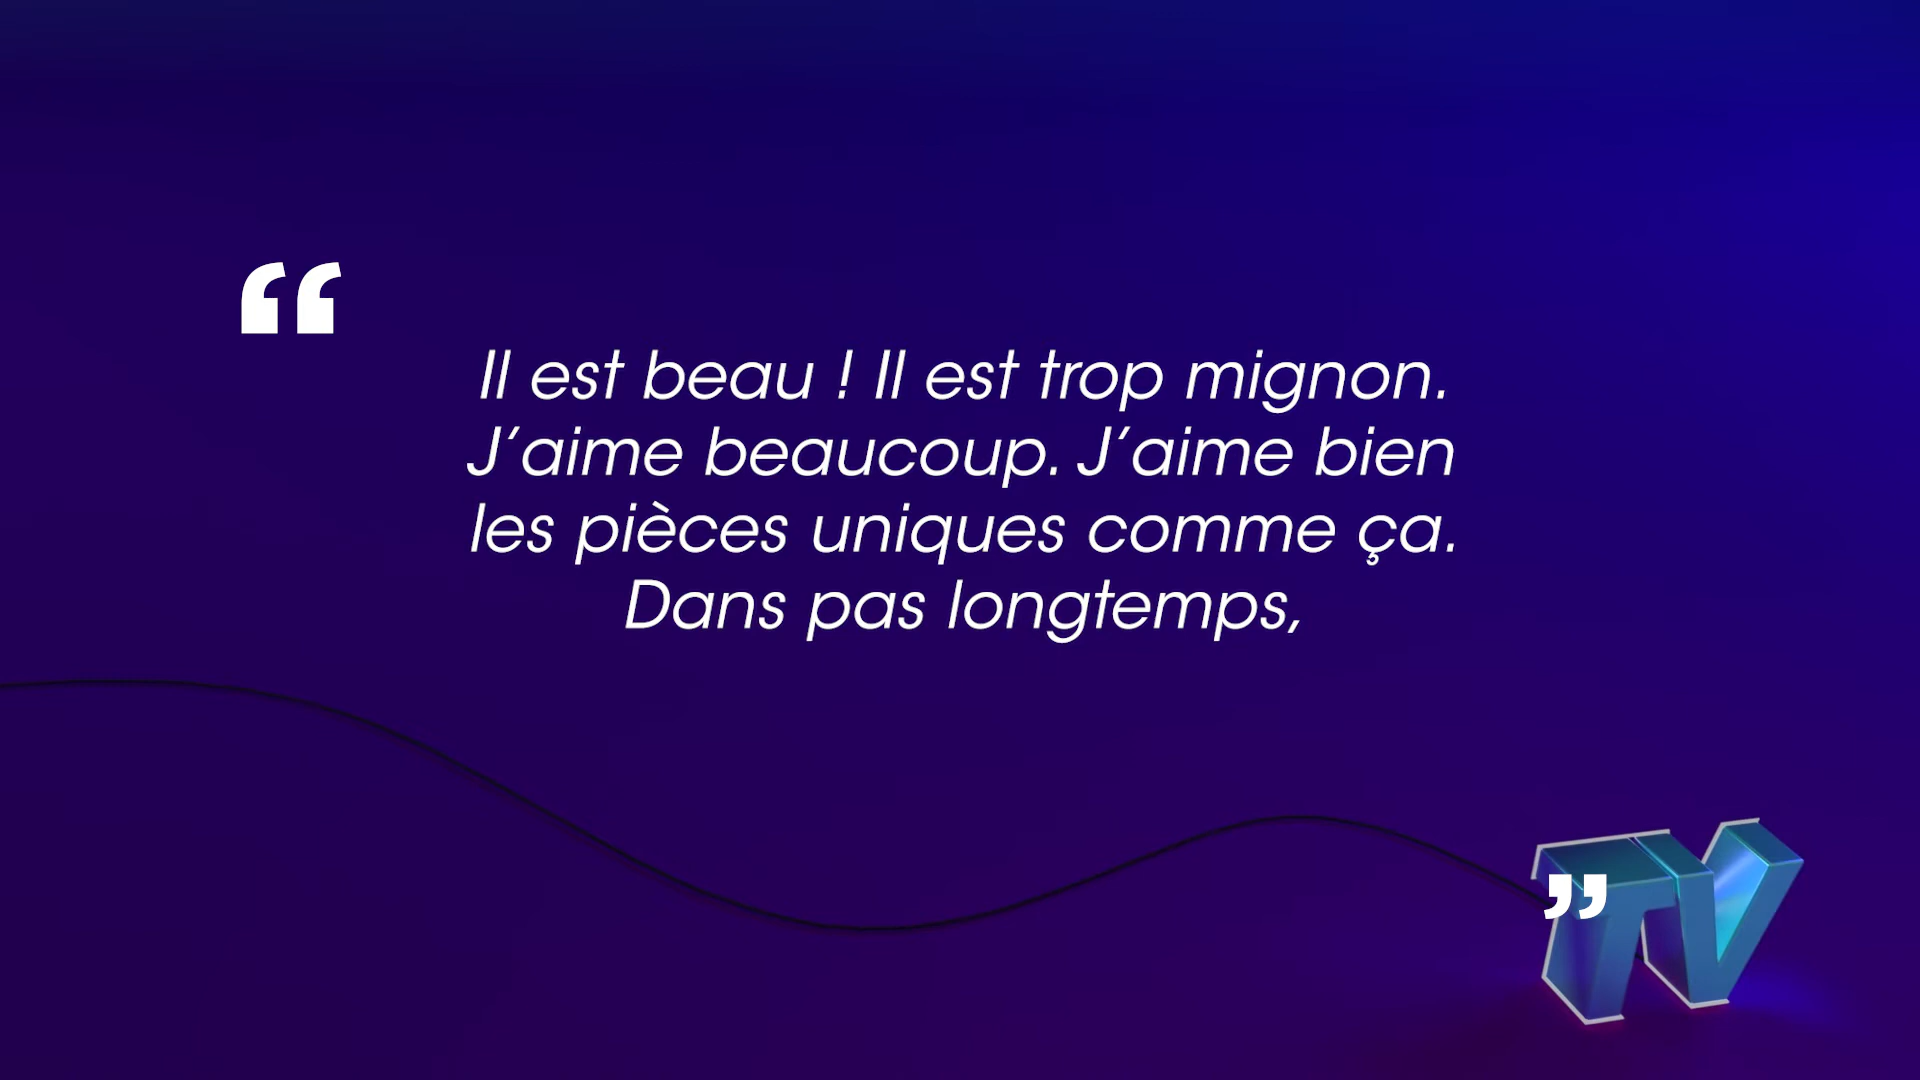 “
Il est beau ! Il est trop mignon.
J’aime beaucoup. J’aime bien
les pièces uniques comme ça.
Dans pas longtemps,
”
TV